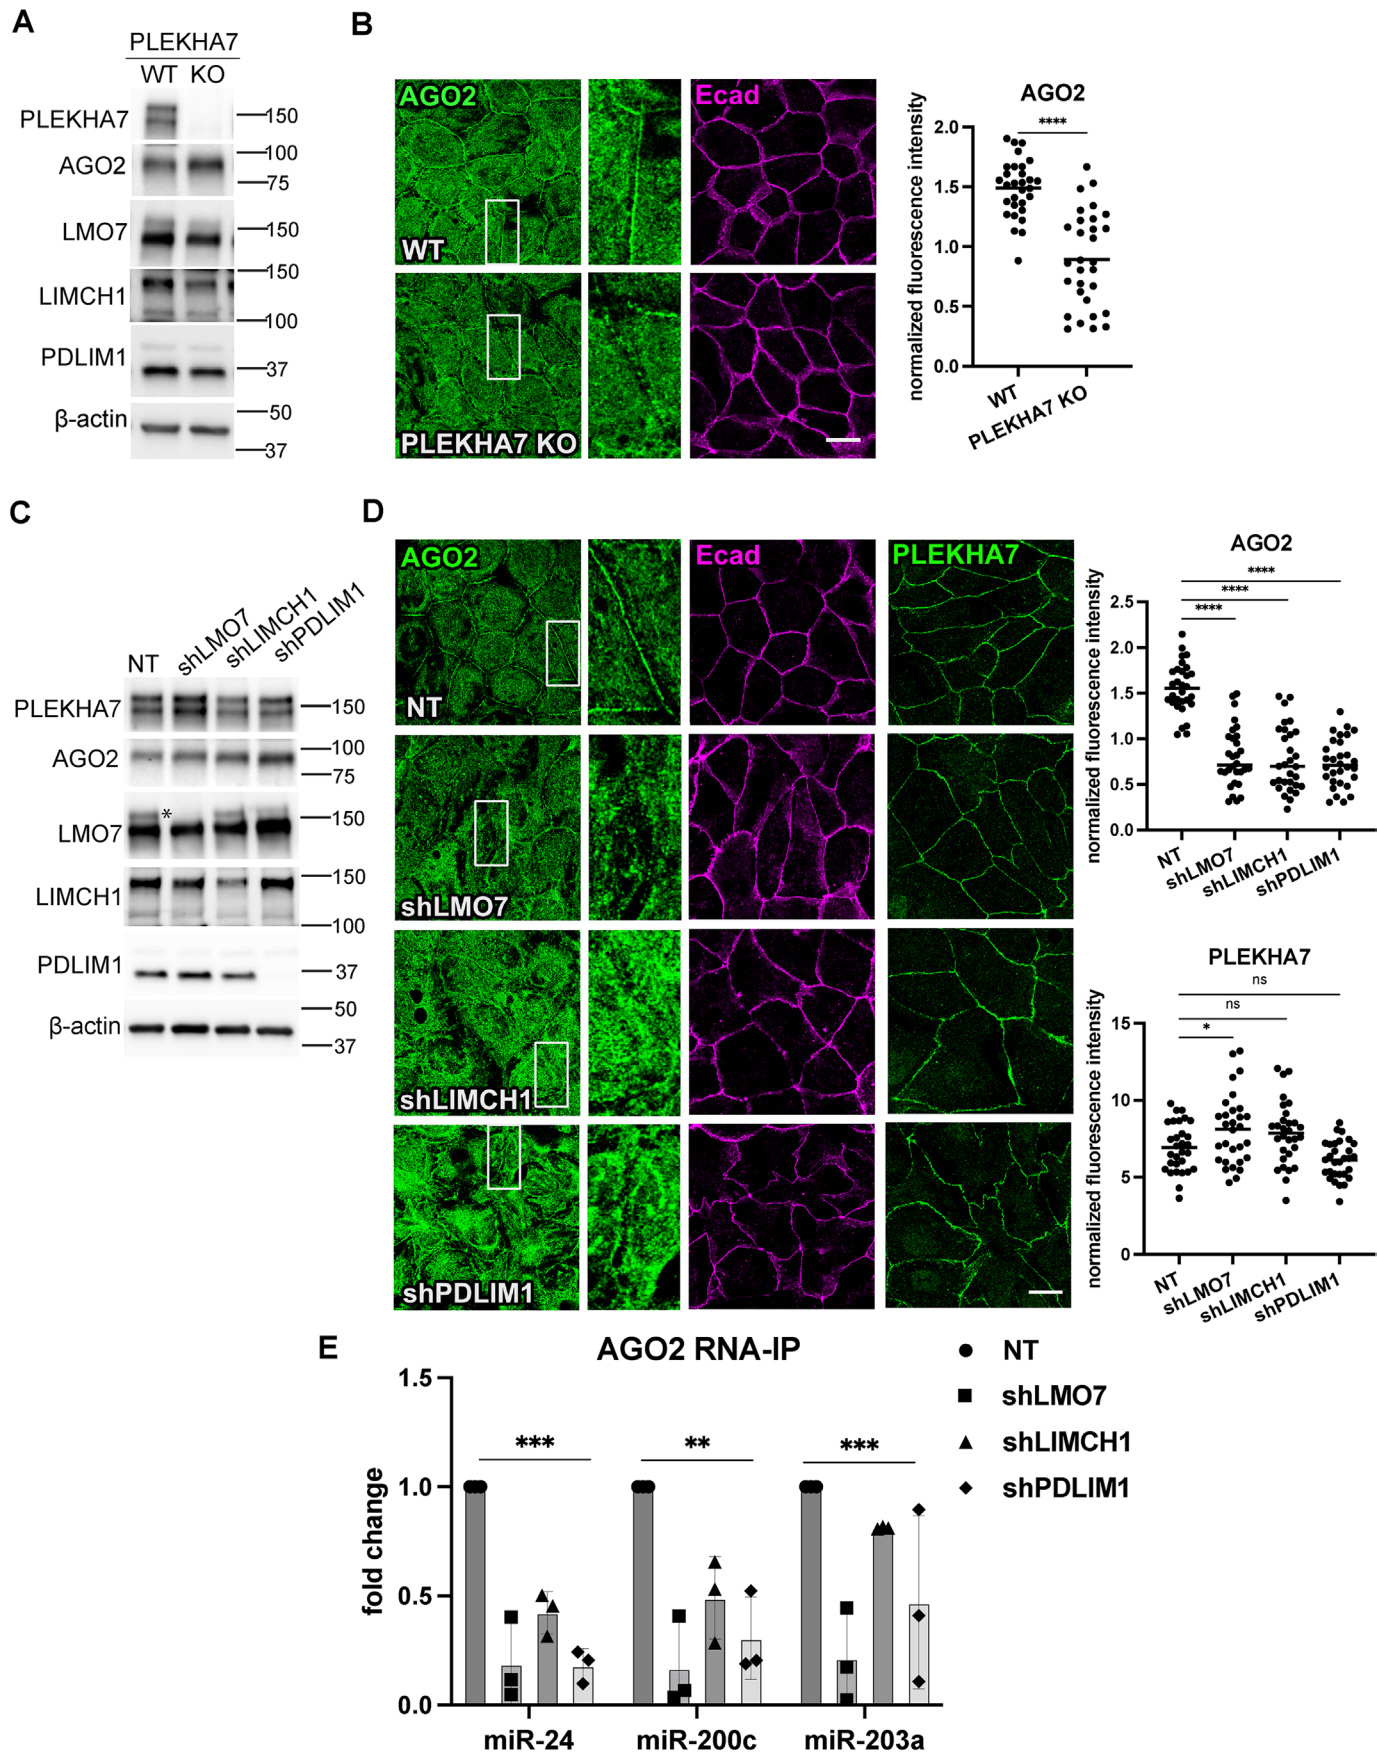 A
PLEKHA7
WT KO
PLEKHA7
150
AGO2
100
75
LMO7
150
LIMCH1
150
100
PDLIM1
37
β-actin
50
37
B
AGO2
Ecad
WT
PLEKHA7 KO
AGO2
****
normalized fluorescence intensity
2.0
1.5
1.0
0.5
0.0
WT
PLEKHA7 KO
C
NT
shLMO7
shLIMCH1
shPDLIM1
PLEKHA7
150
AGO2
100
75
*
LMO7
150
LIMCH1
150
100
PDLIM1
37
β-actin
50
37
D
AGO2
Ecad
PLEKHA7
NT
shLMO7
shLIMCH1
shPDLIM1
AGO2
****
****
****
normalized fluorescence intensity
2.5
2.0
1.5
1.0
0.5
0.0
NT
shLMO7
shLIMCH1
shPDLIM1
PLEKHA7
ns
ns
*
normalized fluorescence intensity
15
10
5
0
NT
shLMO7
shLIMCH1
shPDLIM1
E
AGO2 RNA-IP
fold change
1.5
1.0
0.5
0.0
***
**
***
miR-24
miR-200c
miR-203a
NT
shLMO7
shLIMCH1
shPDLIM1